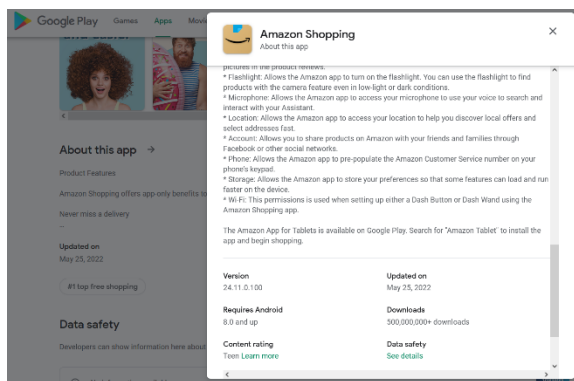 Google Play
Games
Apps
Movi
Amazon Shopping
About this app
pictures in the product reviews.
* Flashlight: Allows the Amazon app to turn on the flashlight. You can use the flashlight to find
products with the camera feature even in low-light or dark conditions.
* Microphone: Allows the Amazon app to access your microphone to use your voice to search and
interact with your Assistant.
* Location: Allows the Amazon app to access your location to help you discover local offers and
select addresses fast.
* Account: Allows you to share products on Amazon with your friends and families through
Facebook or other social networks.
* Phone: Allows the Amazon app to pre-populate the Amazon Customer Service number on your
phone's keypad.
* Storage: Allows the Amazon app to store your preferences so that some features can load and run
faster on the device.
* Wi-Fi: This permissions is used when setting up either a Dash Button or Dash Wand using the
Amazon Shopping app.
The Amazon App for Tablets is available on Google Play. Search for "Amazon Tablet" to install the
app and begin shopping.
Version
24.11.0.100
Updated on
May 25, 2022
Requires Android
8.0 and up
Downloads
500,000,000+ downloads
Content rating
Teen Learn more
Data safety
See details
About this app
Product Features
Amazon Shopping offers app-only benefits to
Never miss a delivery
Updated on
May 25, 2022
#1 top free shopping
Data safety
Developers can show information here about